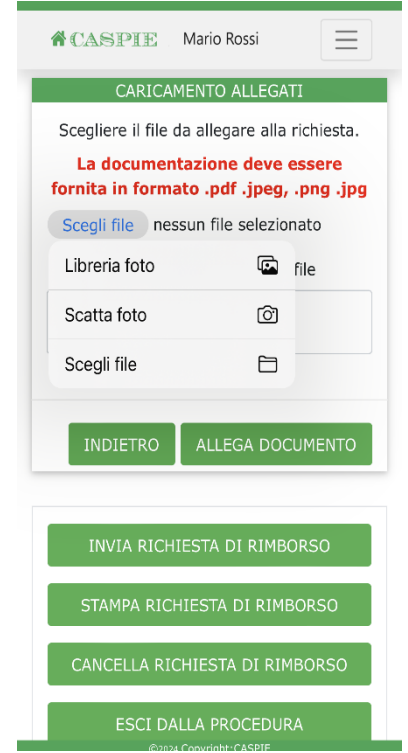 CASPIE Mario Rossi
CARICAMENTO ALLEGATI
Scegliere il file da allegare alla richiesta.
La documentazione deve essere
fornita in formato .pdf .jpeg, .png .jpg
Scegli file nessun file selezionato
Libreria foto
file
Scatta foto
Scegli file
INDIETRO ALLEGA DOCUMENTO
INVIA RICHIESTA DI RIMBORSO
STAMPA RICHIESTA DI RIMBORSO
CANCELLA RICHIESTA DI RIMBORSO
ESCI DALLA PROCEDURA
©2024 Copyright:CASPIE